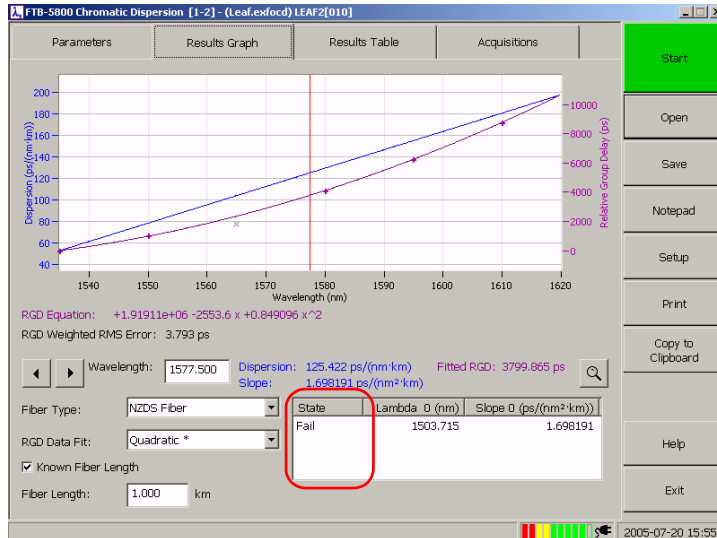 FTB-5800 Chromatic Dispersion [1-2] - (Leaf.exfocd) LEAF2[010]
Parameters
Results Graph
Results Table
Acquisitions
200
180
160
140
120
100
80
60
40
Dispersion (ps/(nm·km))
10000
8000
6000
4000
2000
0
Relative Group Delay (ps)
1540 1550 1560 1570 1580 1590 1600 1610 1620
Wavelength (nm)
RGD Equation: +1.91911e+06 -2553.6 x +0.849096 x^2
RGD Weighted RMS Error: 3.793 ps
Wavelength: 1577.500
Dispersion: 125.422 ps/(nm·km)
Fitted RGD: 3799.865 ps
Slope: 1.698191 ps/(nm²·km)
Fiber Type: NZDS Fiber
RGD Data Fit: Quadratic *
Known Fiber Length
Fiber Length: 1.000 km
State Lambda 0 (nm) Slope 0 (ps/(nm²·km))
Fail 1503.715 1.698191
Start
Open
Save
Notepad
Setup
Print
Copy to
Clipboard
Help
Exit
2005-07-20 15:55